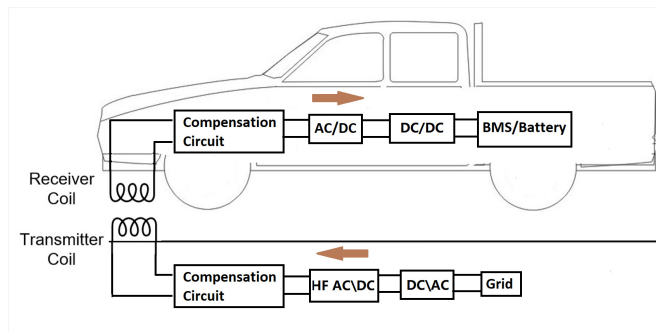 Compensation
Circuit
AC/DC
DC/DC
BMS/Battery
Receiver
Coil
Transmitter
Coil
Compensation
Circuit
HF AC\DC
DC\AC
Grid